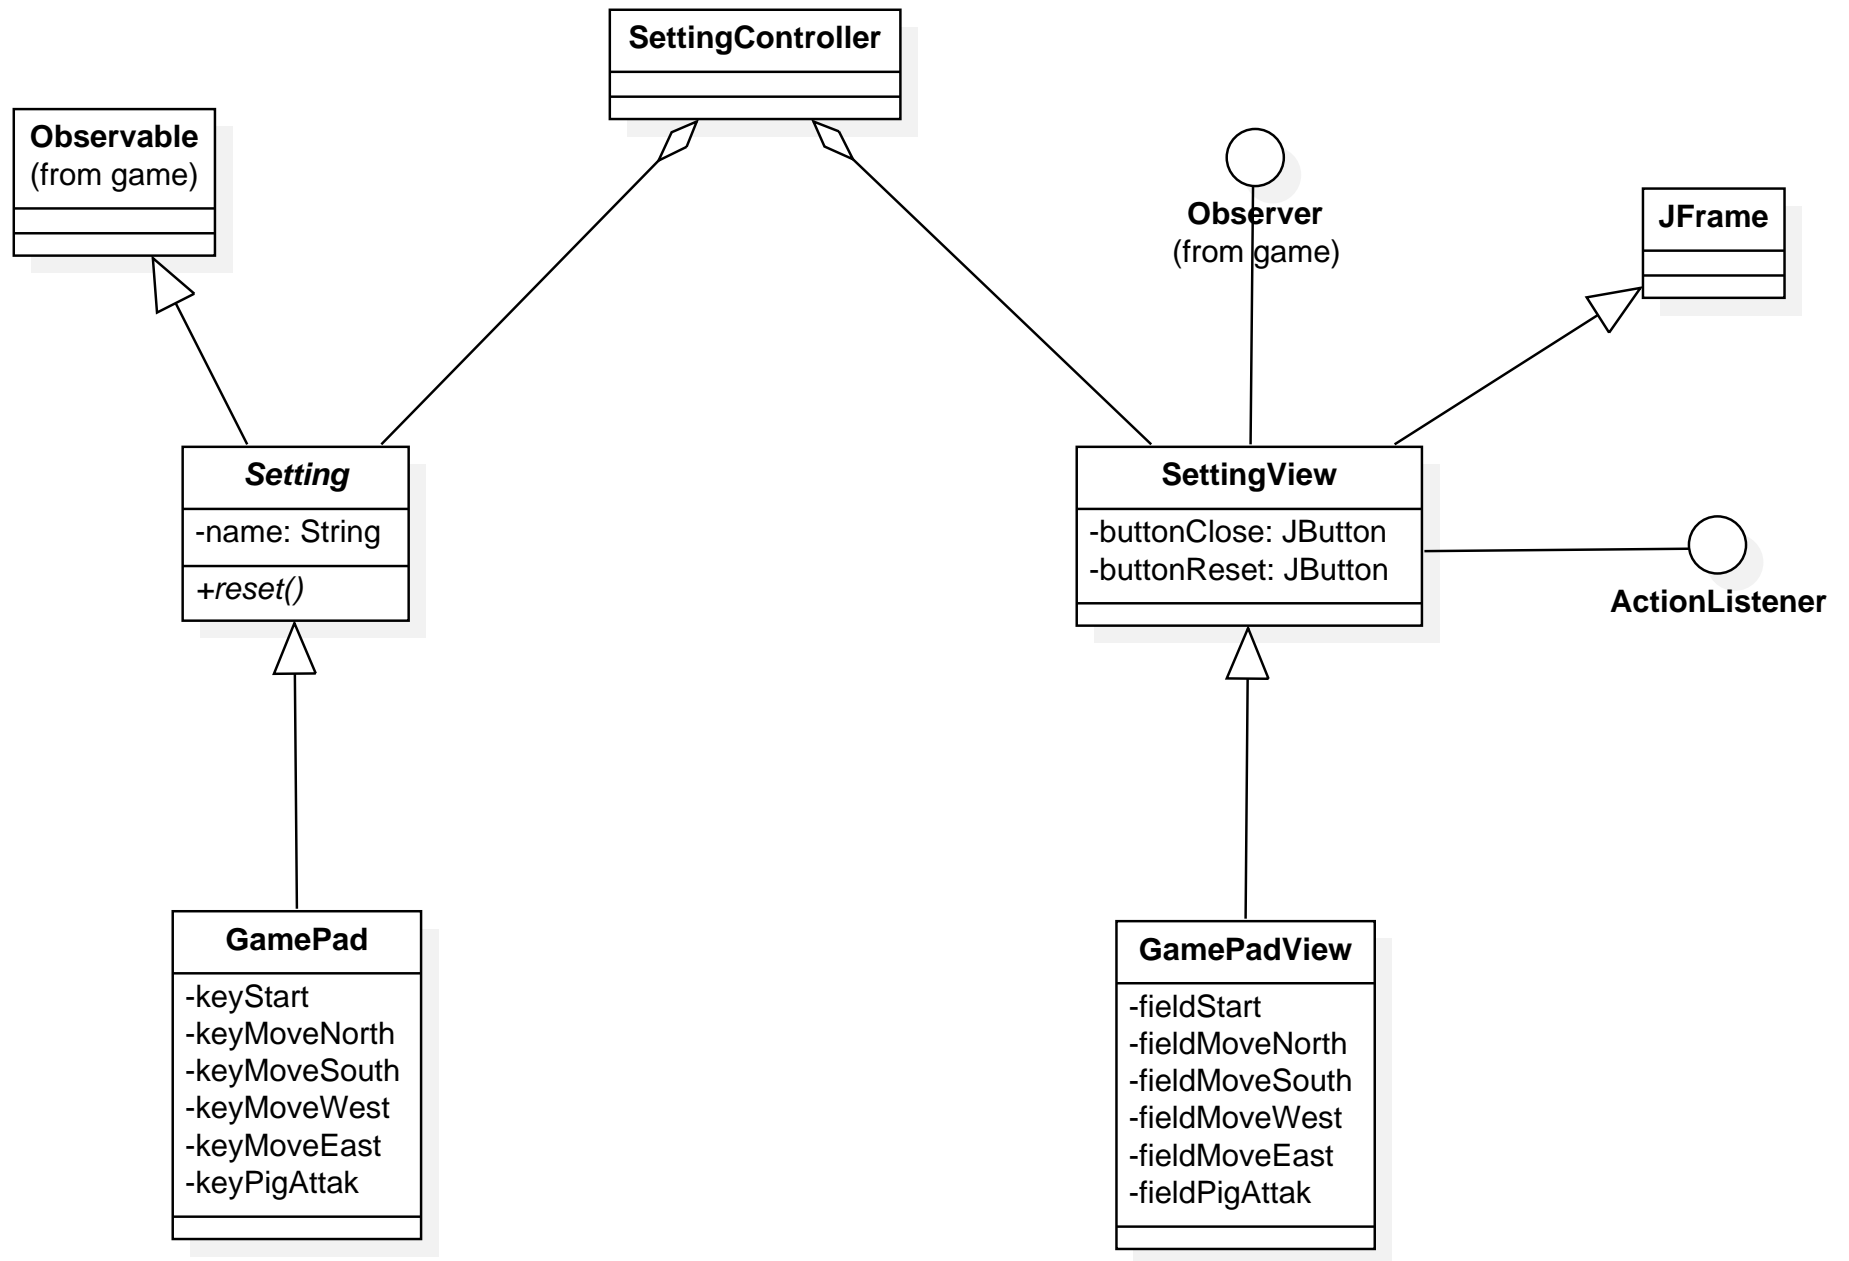 SettingController
Observable
(from game)
Observer
(from game)
JFrame
Setting
-name: String
+reset()
SettingView
-buttonClose: JButton
-buttonReset: JButton
ActionListener
GamePad
-keyStart
-keyMoveNorth
-keyMoveSouth
-keyMoveWest
-keyMoveEast
-keyPigAttak
GamePadView
-fieldStart
-fieldMoveNorth
-fieldMoveSouth
-fieldMoveWest
-fieldMoveEast
-fieldPigAttak